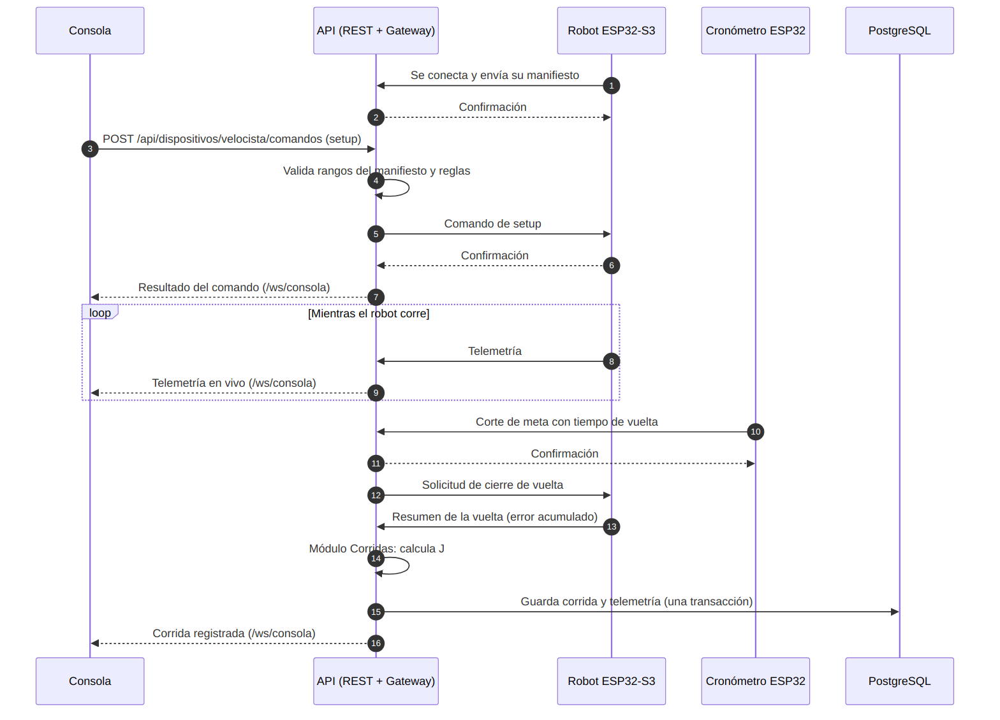 Consola
API (REST + Gateway)
Robot ESP32-S3
Cronómetro ESP32
PostgreSQL
Se conecta y envía su manifiesto
1
Confirmación
2
POST /api/dispositivos/velocista/comandos (setup)
3
Valida rangos del manifiesto y reglas
4
Comando de setup
5
Confirmación
6
Resultado del comando (/ws/consola)
7
loop
[Mientras el robot corre]
Telemetría
8
Telemetría en vivo (/ws/consola)
9
Corte de meta con tiempo de vuelta
10
Confirmación
11
Solicitud de cierre de vuelta
12
Resumen de la vuelta (error acumulado)
13
Módulo Corridas: calcula J
14
Guarda corrida y telemetría (una transacción)
15
Corrida registrada (/ws/consola)
16
Consola
API (REST + Gateway)
Robot ESP32-S3
Cronómetro ESP32
PostgreSQL